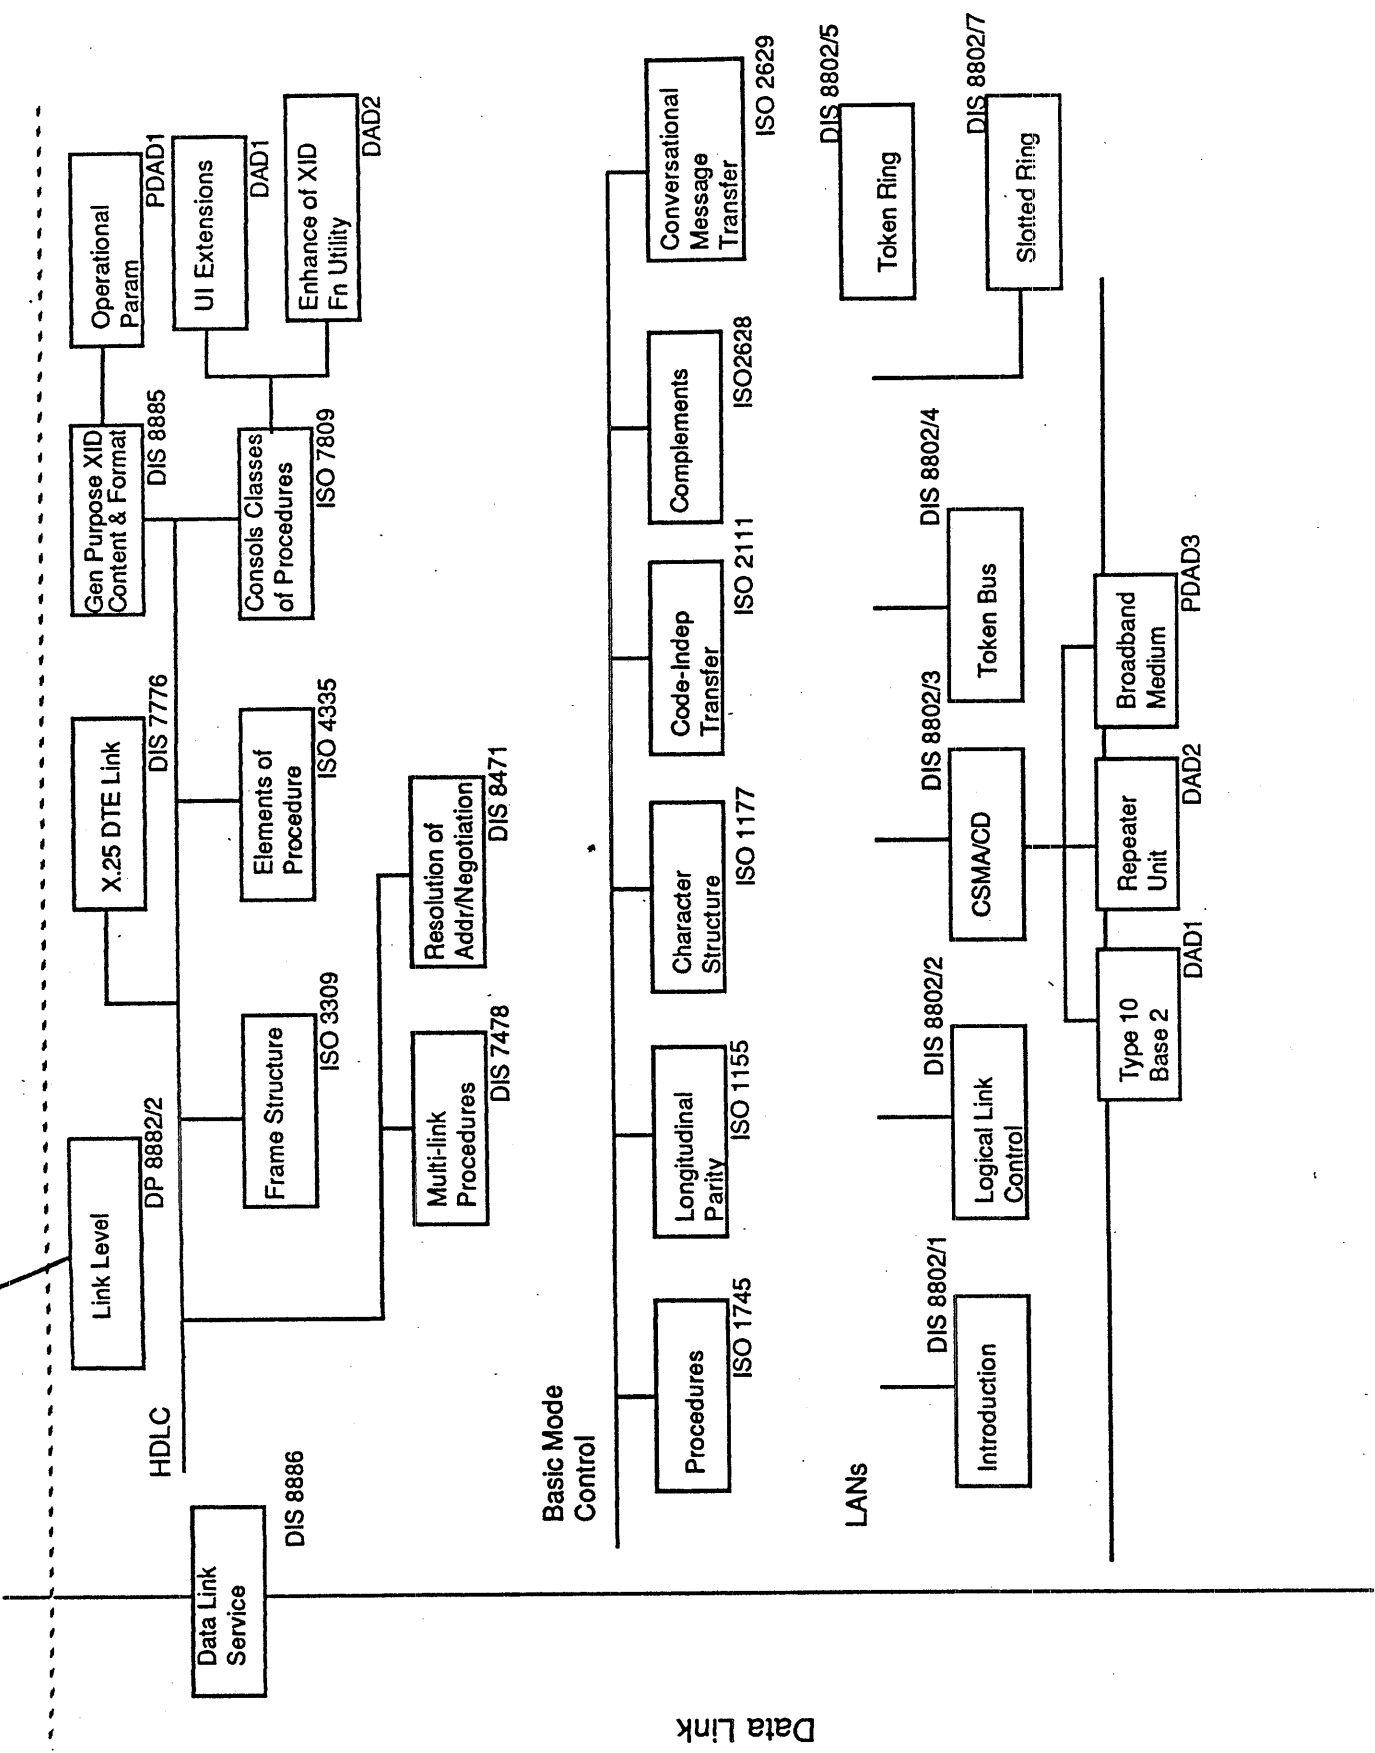 Data Link
Data Link
Service
DIS 8886
HDLC
Link Level
DP 8882/2
X.25 DTE Link
DIS 7776
Gen Purpose XID
Content & Format
DIS 8885
Operational
Param
PDAD1
UI Extensions
DAD1
Enhance of XID
Fn Utility
DAD2
Frame Structure
ISO 3309
Elements of
Procedure
ISO 4335
Consols Classes
of Procedures
ISO 7809
Multi-link
Procedures
DIS 7478
Resolution of
Addr/Negotiation
DIS 8471
Basic Mode
Control
Procedures
ISO 1745
Longitudinal
Parity
ISO 1155
Character
Structure
ISO 1177
Code-Indep
Transfer
ISO 2111
Complements
ISO2628
Conversational
Message
Transfer
ISO 2629
LANs
Introduction
DIS 8802/1
Logical Link
Control
DIS 8802/2
CSMA/CD
DIS 8802/3
Token Bus
DIS 8802/4
Token Ring
DIS 8802/5
Slotted Ring
DIS 8802/7
Type 10
Base 2
DAD1
Repeater
Unit
DAD2
Broadband
Medium
PDAD3